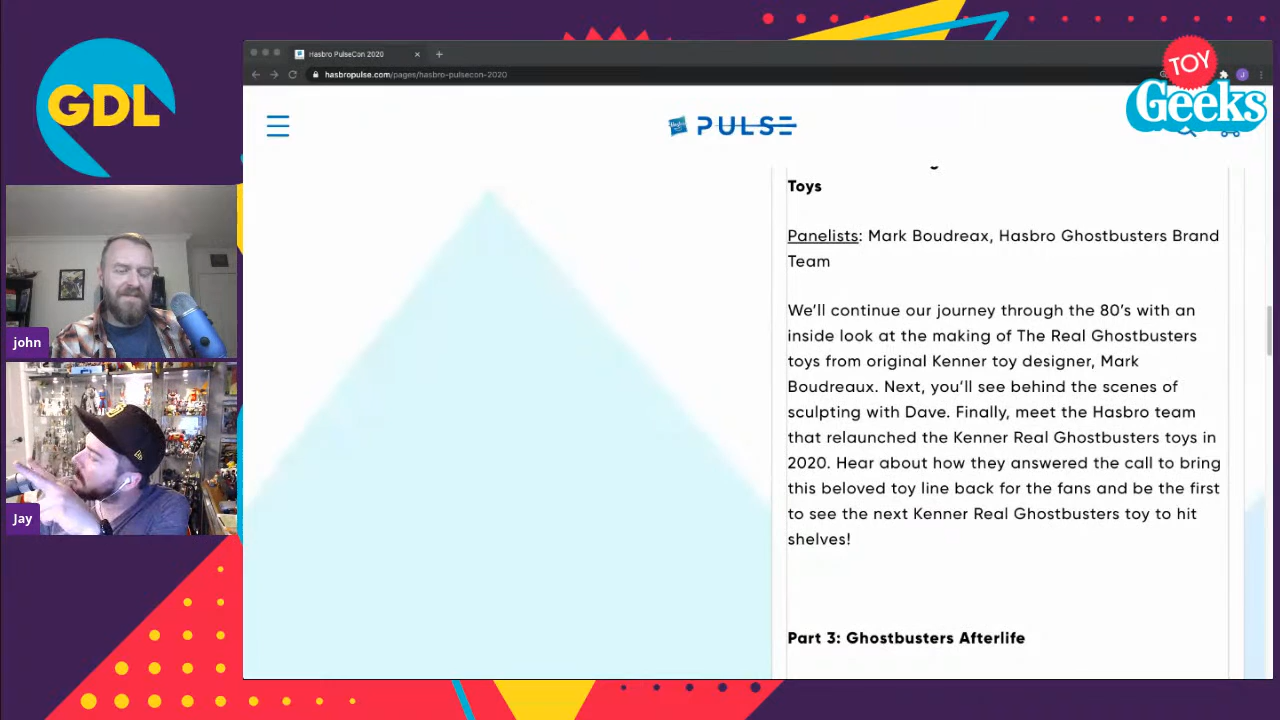 GDL
Hasbro PulseCon 2020
hasbropulse.com/pages/hasbro-pulsecon-2020
TOY
Geeks
Hasbro
PULSE
Toys
Panelists: Mark Boudreax, Hasbro Ghostbusters Brand
Team
We'll continue our journey through the 80's with an
inside look at the making of The Real Ghostbusters
toys from original Kenner toy designer, Mark
Boudreaux. Next, you'll see behind the scenes of
sculpting with Dave. Finally, meet the Hasbro team
that relaunched the Kenner Real Ghostbusters toys in
2020. Hear about how they answered the call to bring
this beloved toy line back for the fans and be the first
to see the next Kenner Real Ghostbusters toy to hit
shelves!
Part 3: Ghostbusters Afterlife
john
Jay